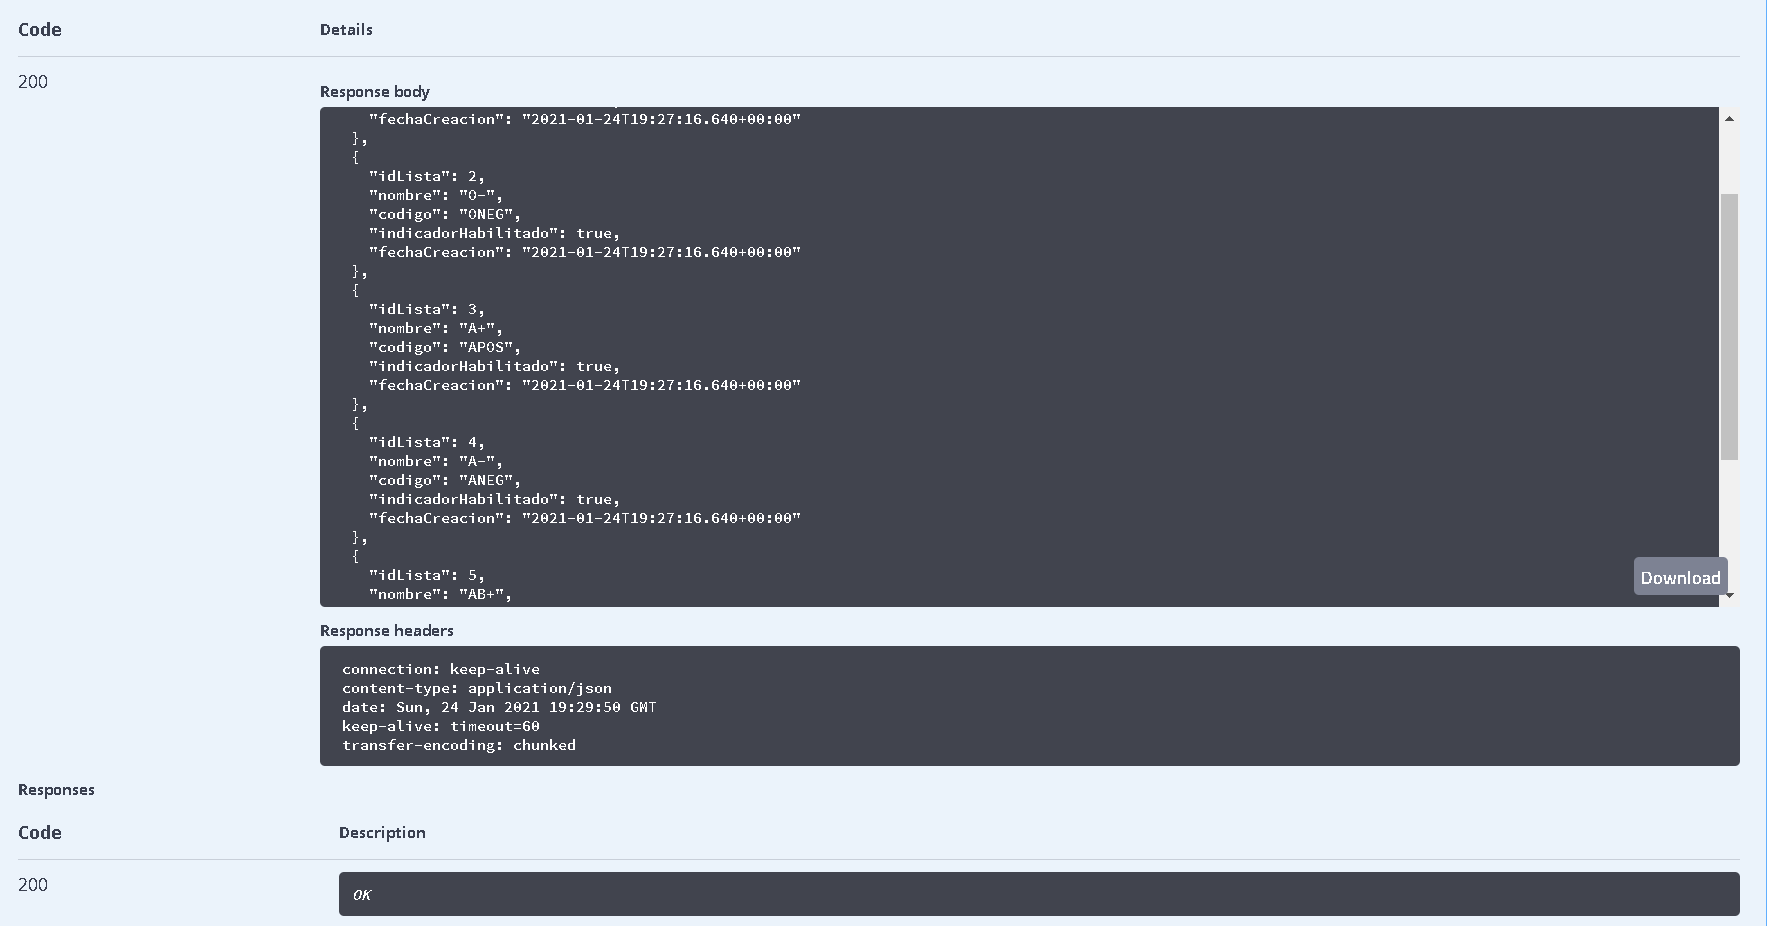 Code Details
200
Response body
"fechaCreacion": "2021-01-24T19:27:16.640+00:00"
},
{
"idLista": 2,
"nombre": "O-",
"codigo": "ONEG",
"indicadorHabilitado": true,
"fechaCreacion": "2021-01-24T19:27:16.640+00:00"
},
{
"idLista": 3,
"nombre": "A+",
"codigo": "APOS",
"indicadorHabilitado": true,
"fechaCreacion": "2021-01-24T19:27:16.640+00:00"
},
{
"idLista": 4,
"nombre": "A-",
"codigo": "ANEG",
"indicadorHabilitado": true,
"fechaCreacion": "2021-01-24T19:27:16.640+00:00"
},
{
"idLista": 5,
"nombre": "AB+",
Download
Response headers
connection: keep-alive
content-type: application/json
date: Sun, 24 Jan 2021 19:29:50 GMT
keep-alive: timeout=60
transfer-encoding: chunked
Responses
Code Description
200
OK